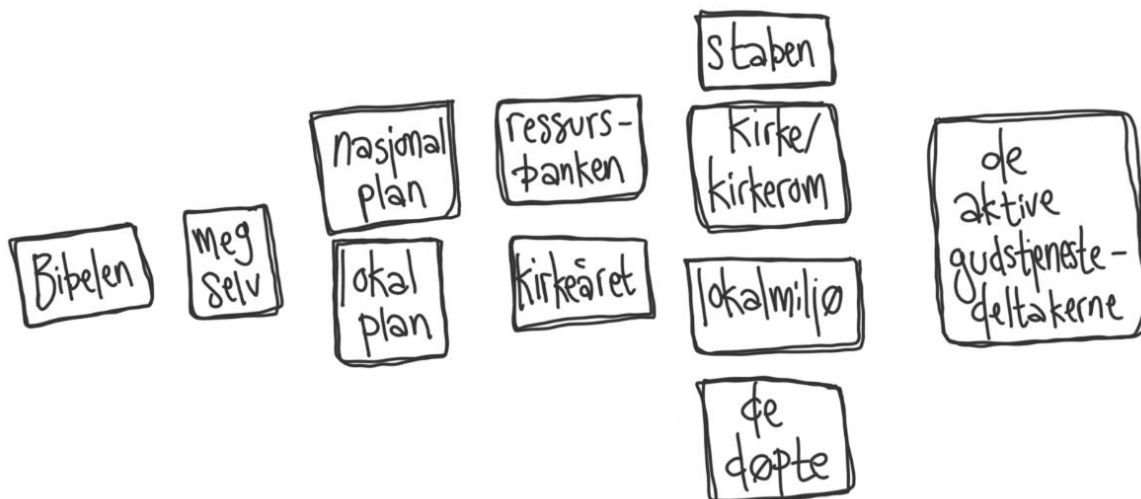 Bibelen
meg
selv
nasjonal
plan
lokal
plan
ressurs-
banken
kirkeåret
staben
kirke/
kirkerom
lokalmiljø
de
døpte
de
aktive
gudstjeneste-
deltakerne